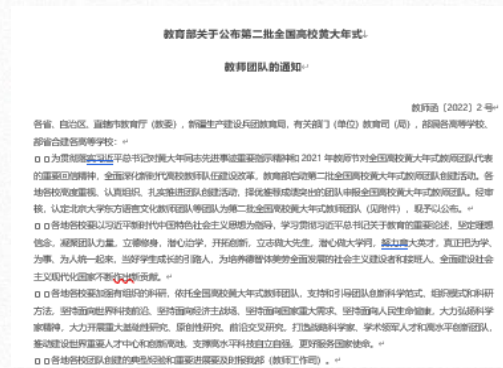 教育部关于公布第二批全国高校黄大年式
教师团队的通知
教师函〔2022〕2号
各省、自治区、直辖市教育厅（教委），新疆生产建设兵团教育局，有关部门（单位）教育司（局），部属各高等学校、
部省合建各高等学校：
为贯彻落实习近平总书记对黄大年同志先进事迹重要指示精神和2021年教师节对全国高校黄大年式教师团队代表
的重要回信精神，全面深化新时代高校教师队伍建设改革，教育部启动第二批全国高校黄大年式教师团队创建活动。各
地各校高度重视、认真组织、扎实推进团队创建活动，择优推荐成绩突出的团队申报全国高校黄大年式教师团队。经审
核，认定北京大学东方语言文化教师团队等团队为第二批全国高校黄大年式教师团队（见附件），现予以公布。
各地各校要以习近平新时代中国特色社会主义思想为指导，学习贯彻习近平总书记关于教育的重要论述，坚定理想
信念，凝聚团队力量，立德修身，潜心治学，开拓创新，立志做大先生，潜心做大学问，努力育大英才，真正把为学、
为事、为人统一起来，当好学生成长的引路人，为培养德智体美劳全面发展的社会主义建设者和接班人、全面建设社会
主义现代化国家不断作出新贡献。
各地各校要加强有组织的科研，依托全国高校黄大年式教师团队，支持和引导团队创新科学范式、组织模式和科研
方法，坚持面向世界科技前沿、坚持面向经济主战场、坚持面向国家重大需求、坚持面向人民生命健康，大力弘扬科学
家精神，大力开展重大基础性研究、原创性研究、前沿交叉研究，打造战略科学家、学术领军人才和高水平创新团队，
推动建设世界重要人才中心和创新高地，支撑高水平科技自立自强，更好服务国家使命。
各地各校团队创建的典型经验和重要进展要及时报我部（教师工作司）。